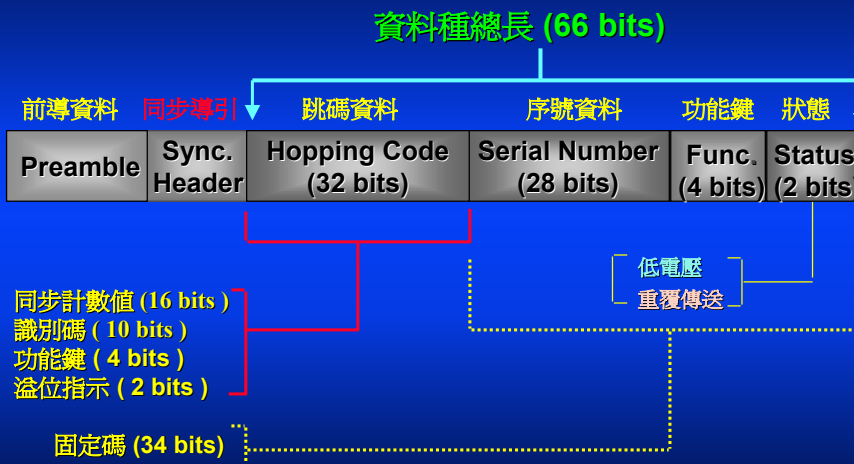 資料種總長 (66 bits)
前導資料 同步導引 跳碼資料 序號資料 功能鍵 狀態
Preamble Sync. Header Hopping Code (32 bits) Serial Number (28 bits) Func. (4 bits) Status (2 bits)
低電壓
重覆傳送
同步計數值 (16 bits )
識別碼 ( 10 bits )
功能鍵 ( 4 bits )
溢位指示 ( 2 bits )
固定碼 (34 bits)